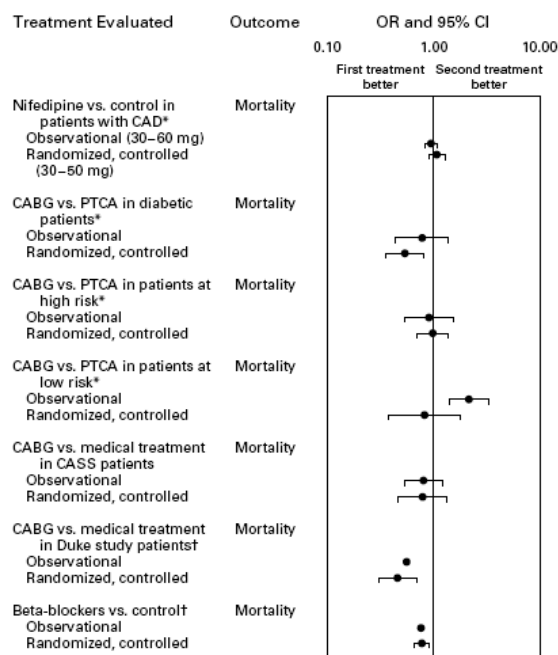 Treatment Evaluated Outcome OR and 95% CI
0.10 1.00 10.00
First treatment better Second treatment better
Nifedipine vs. control in Mortality
patients with CAD*
Observational (30–60 mg)
Randomized, controlled
(30–50 mg)
CABG vs. PTCA in diabetic Mortality
patients*
Observational
Randomized, controlled
CABG vs. PTCA in patients at Mortality
high risk*
Observational
Randomized, controlled
CABG vs. PTCA in patients at Mortality
low risk*
Observational
Randomized, controlled
CABG vs. medical treatment Mortality
in CASS patients
Observational
Randomized, controlled
CABG vs. medical treatment Mortality
in Duke study patients†
Observational
Randomized, controlled
Beta-blockers vs. control† Mortality
Observational
Randomized, controlled